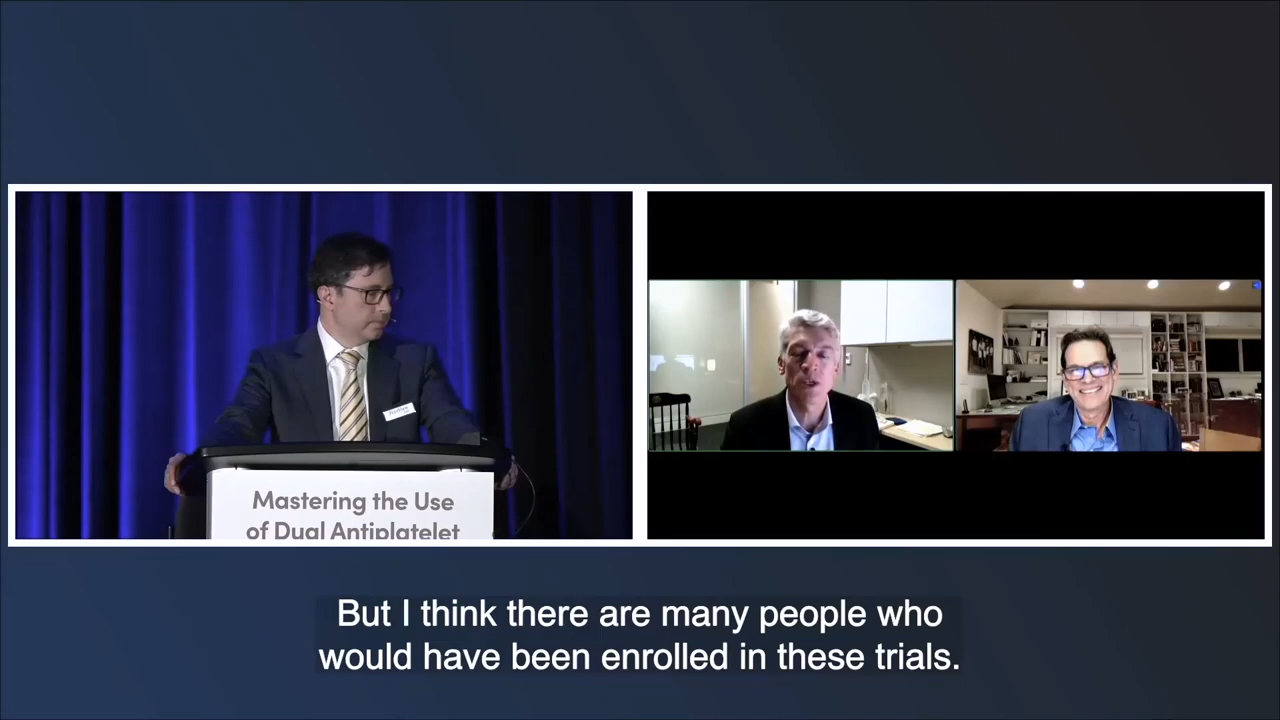 Mastering the Use
of Dual Antiplatelet
But I think there are many people who
would have been enrolled in these trials.